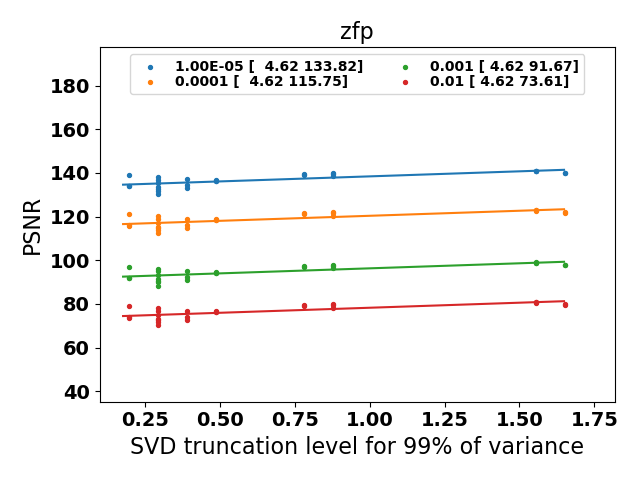 zfp
1.00E-05 [  4.62 133.82]
0.0001 [  4.62 115.75]
0.001 [ 4.62 91.67]
0.01 [ 4.62 73.61]
PSNR
180
160
140
120
100
80
60
40
0.25 0.50 0.75 1.00 1.25 1.50 1.75
SVD truncation level for 99% of variance